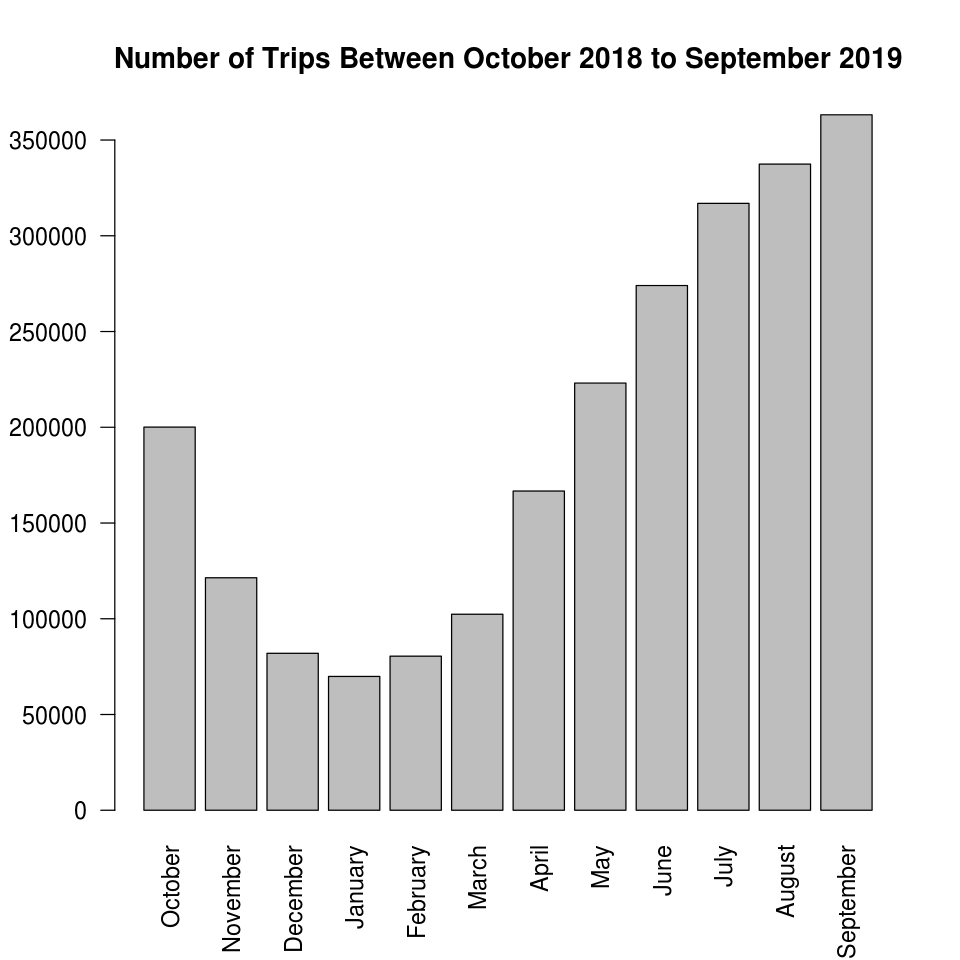 Number of Trips Between October 2018 to September 2019
350000
300000
250000
200000
150000
100000
50000
0
October
November
December
January
February
March
April
May
June
July
August
September